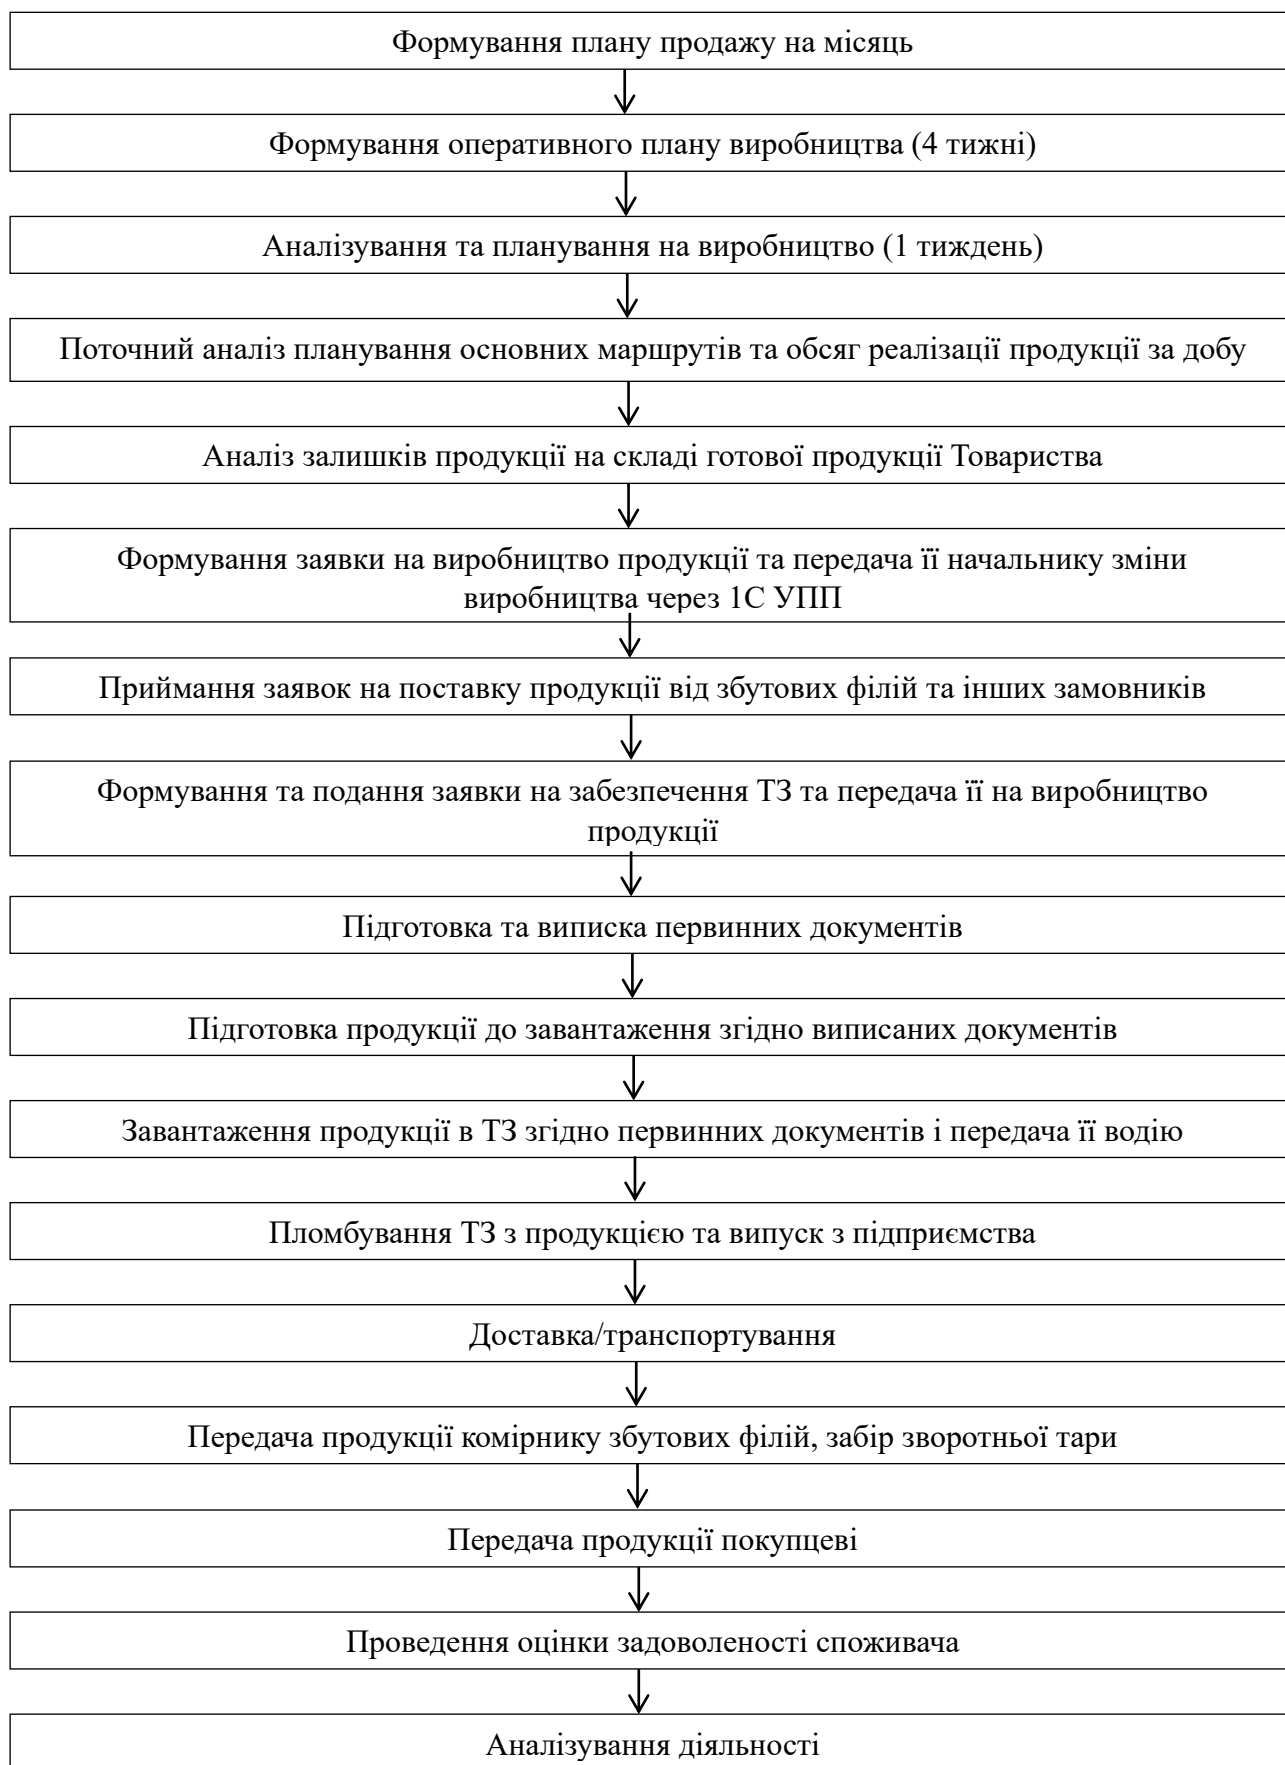 Формування плану продажу на місяць
Формування оперативного плану виробництва (4 тижні)
Аналізування та планування на виробництво (1 тиждень)
Поточний аналіз планування основних маршрутів та обсяг реалізації продукції за добу
Аналіз залишків продукції на складі готової продукції Товариства
Формування заявки на виробництво продукції та передача її начальнику зміни
виробництва через 1С УПП
Приймання заявок на поставку продукції від збутових філій та інших замовників
Формування та подання заявки на забезпечення ТЗ та передача її на виробництво
продукції
Підготовка та виписка первинних документів
Підготовка продукції до завантаження згідно виписаних документів
Завантаження продукції в ТЗ згідно первинних документів і передача її водію
Пломбування ТЗ з продукцією та випуск з підприємства
Доставка/транспортування
Передача продукції комірнику збутових філій, забір зворотньої тари
Передача продукції покупцеві
Проведення оцінки задоволеності споживача
Аналізування діяльності